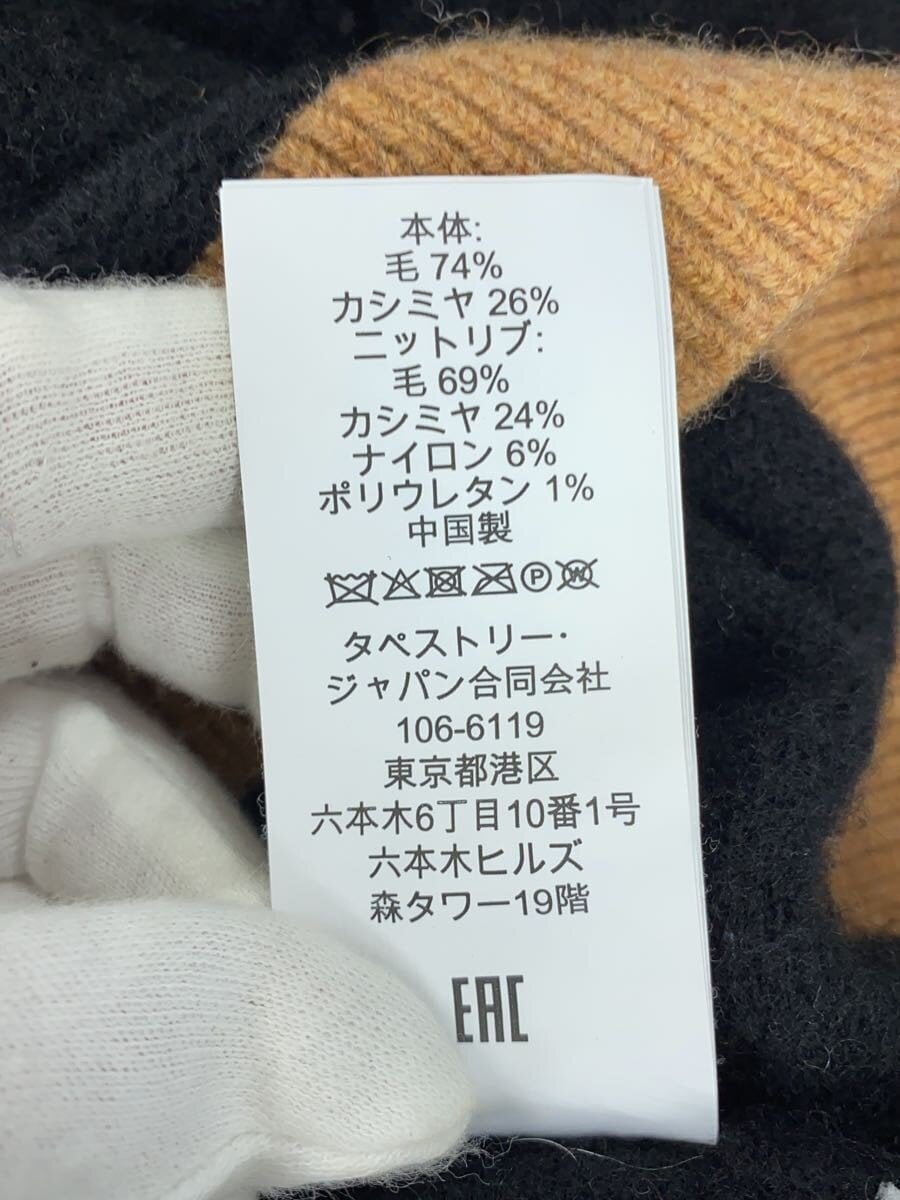 本体:
毛 74%
カシミヤ 26%
ニットリブ:
毛 69%
カシミヤ 24%
ナイロン 6%
ポリウレタン 1%
中国製
P W
タペストリー・
ジャパン合同会社
106-6119
東京都港区
六本木6丁目10番1号
六本木ヒルズ
森タワー19階
EAC